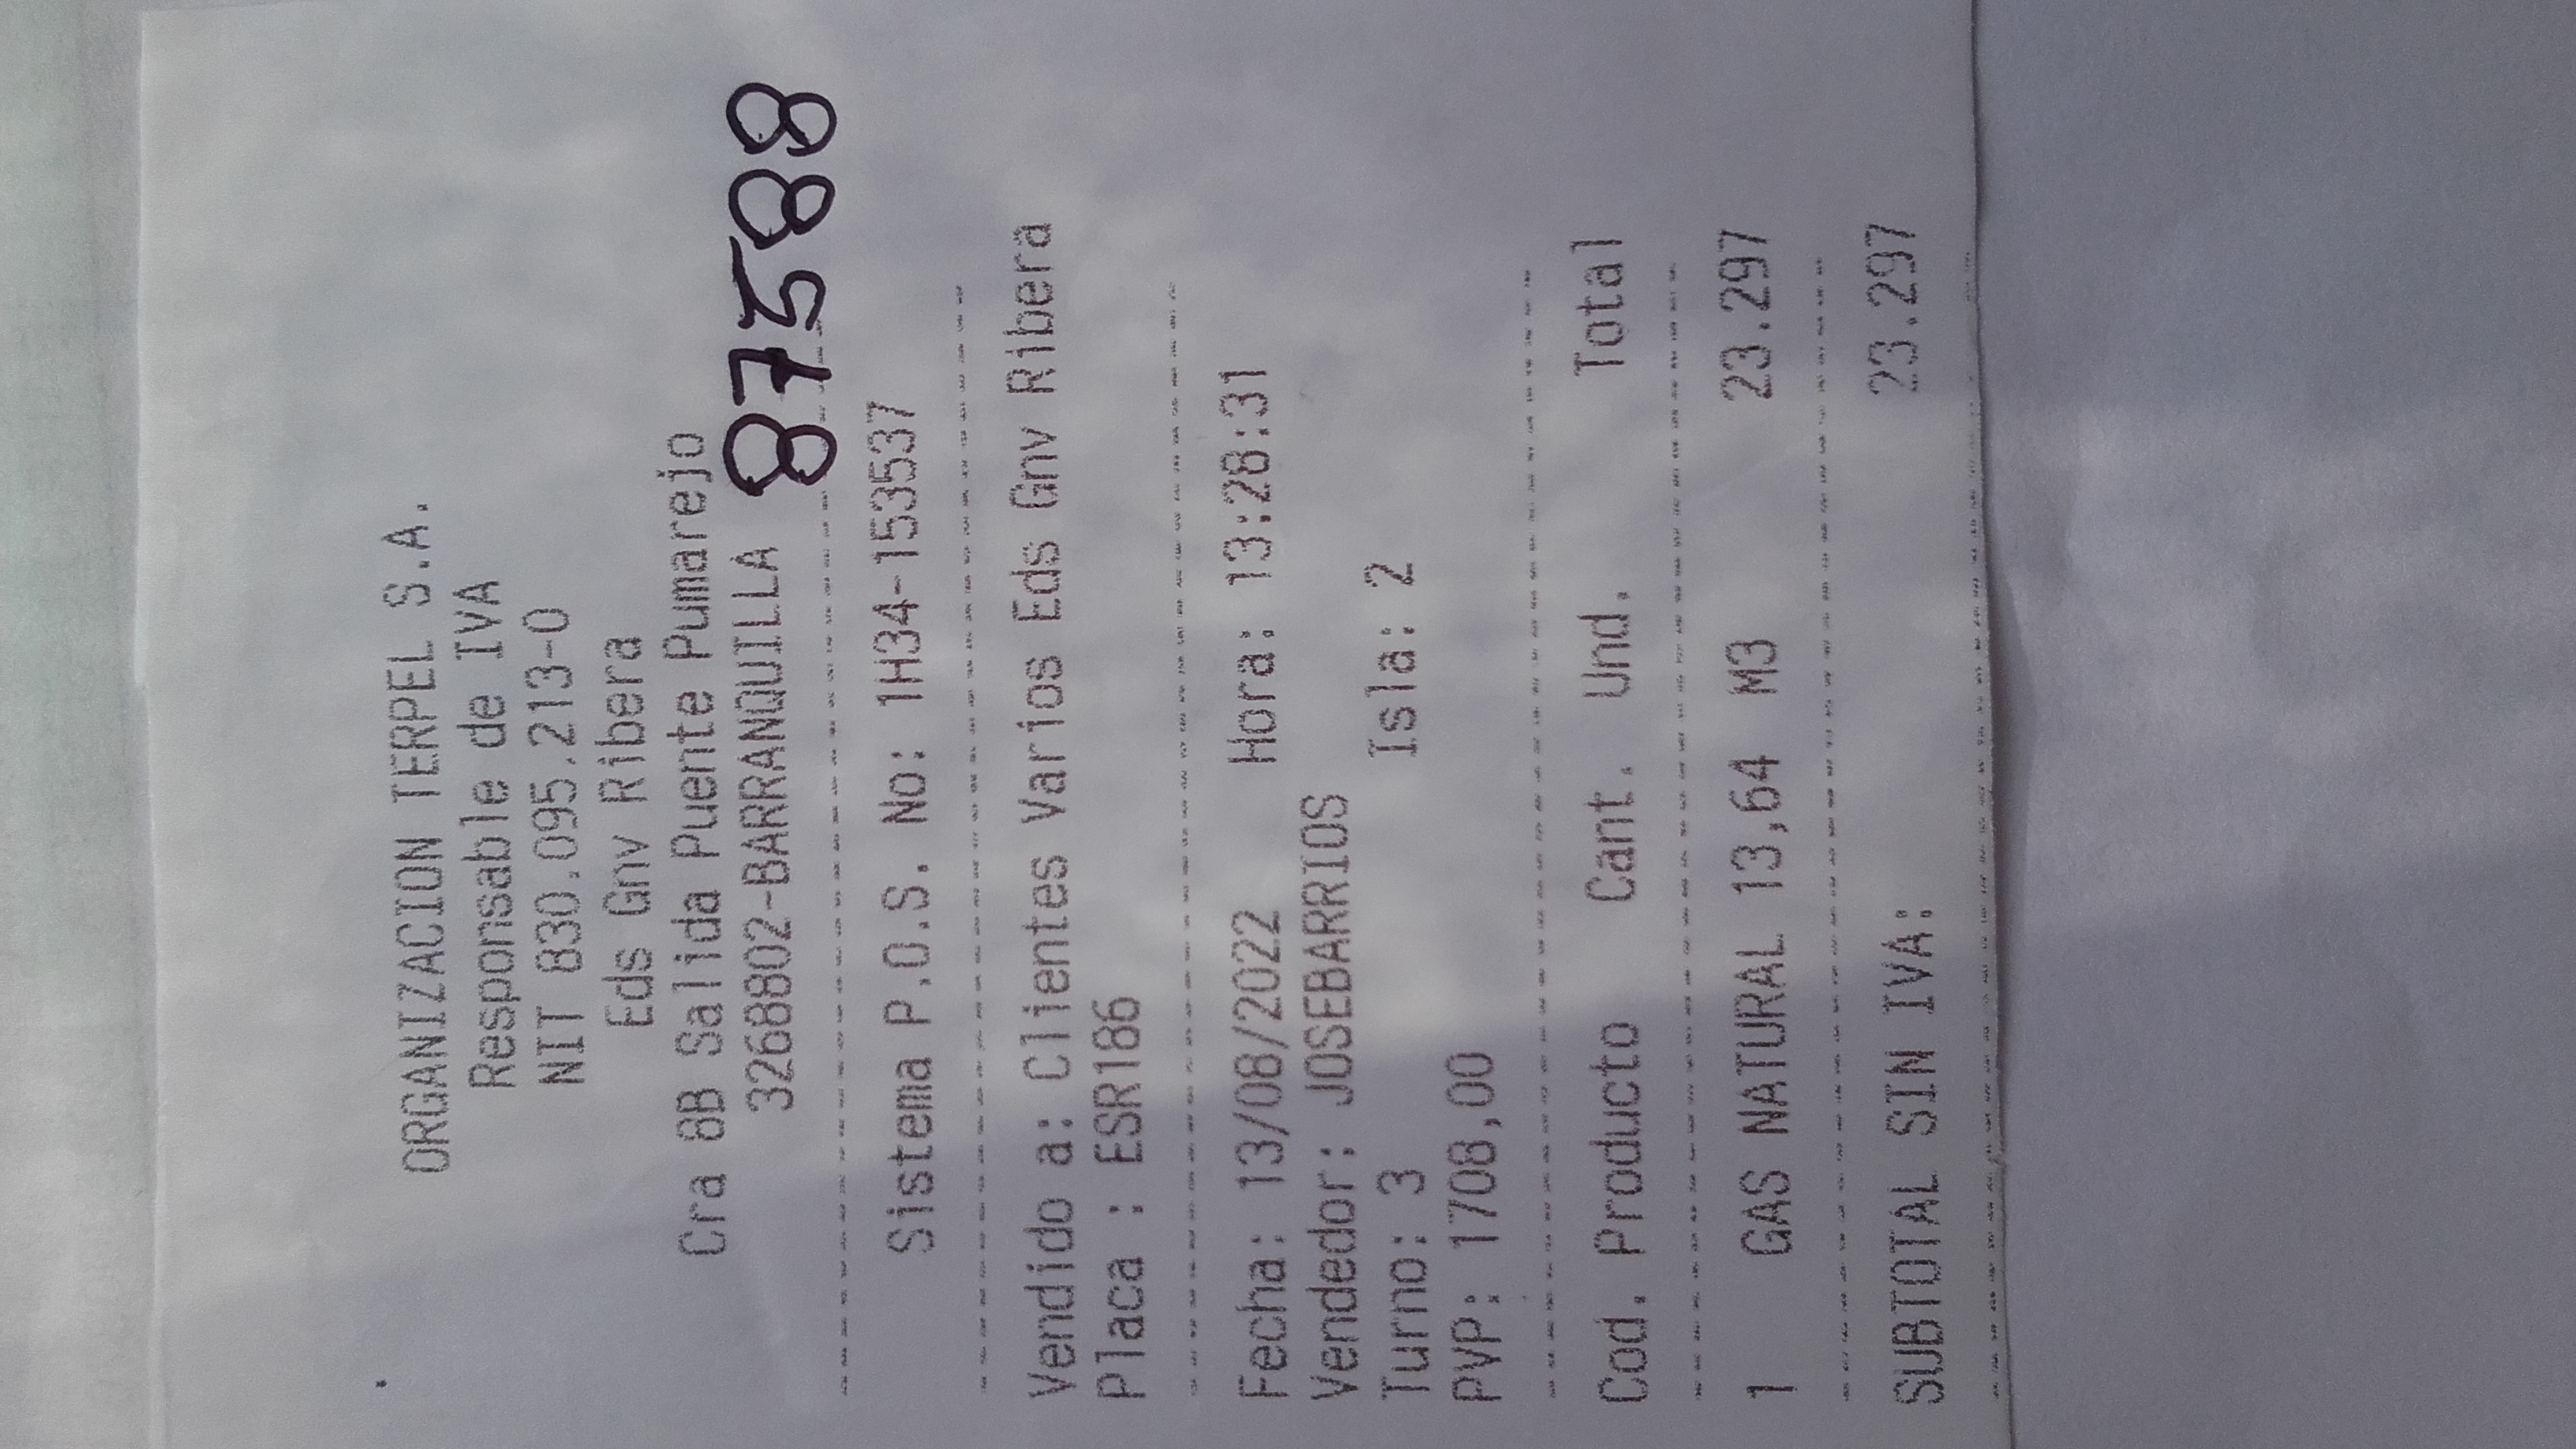 ORGANIZACION TERPEL S.A.
Responsable de IVA
NIT 830.095.213-0
Eds Gnv Ribera
Cra 8B Salida Puente Pumarejo
3268802-BARRANQUILLA 87588
Sistema P.O.S. No: 1H34-153537
Vendido a: Clientes Varios Eds Gnv Ribera
Placa : ESR186
Fecha: 13/08/2022 Hora: 13:28:31
Vendedor: JOSEBARRIOS
Turno: 3 Isla: 2
PVP: 1708,00
Cod. Producto Cant. Und. Total
1 GAS NATURAL 13,64 M3 23.297
SUBTOTAL SIN IVA: 23.297